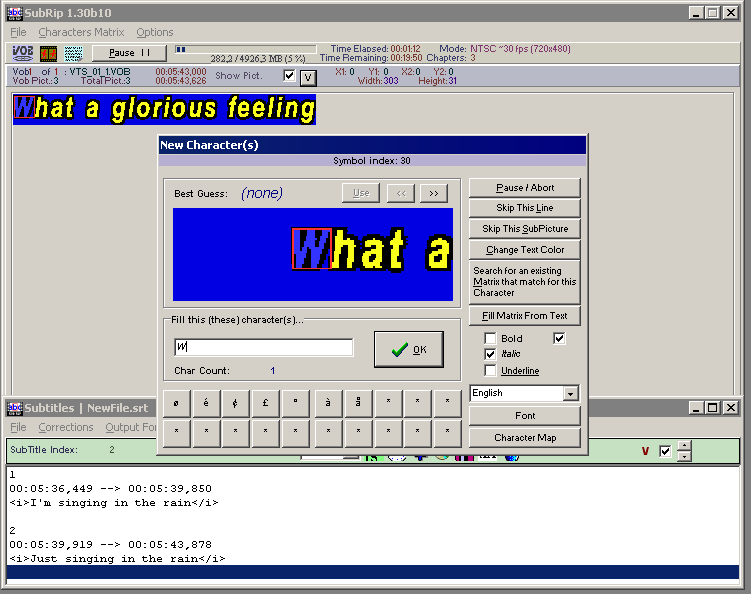 SubRip 1.30b10
File Characters Matrix Options
VOB
Pause II
282,2 / 4926,3 MB (5 %)
Time Elapsed: 00:01:12 Mode: NTSC ~30 fps (720x480)
Time Remaining: 00:19:50 Chapters: 3
Vob1 of 1 : VTS_01_1.VOB 00:05:43,000 Show Pict. V X1: 0 Y1: 0 X2: 0 Y2: 0
Vob Pict.:3 Total Pict.:3 00:05:43,626 Width:303 Height:31
What a glorious feeling
New Character(s)
Symbol index: 30
Best Guess: (none) Use << >>
What a
Pause / Abort
Skip This Line
Skip This SubPicture
Change Text Color
Search for an existing
Matrix that match for this
Character
Fill Matrix From Text
Fill this (these) character(s)...
W
OK
Char Count: 1
Bold
Italic
Underline
English
Font
Character Map
ø é ¢ £ ° à å * * *
* * * * * * * * * *
abc Subtitles | NewFile.srt
File Corrections Output For
SubTitle Index: 2
V
1
00:05:36,449 --> 00:05:39,850
<i>I'm singing in the rain</i>
2
00:05:39,919 --> 00:05:43,878
<i>Just singing in the rain</i>